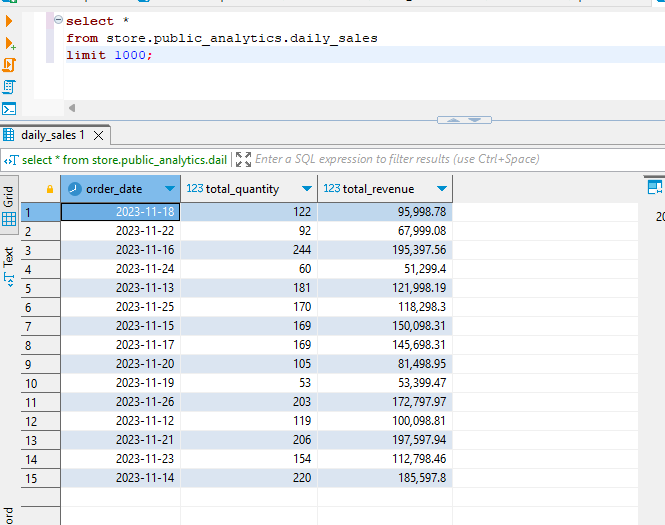 select *
from store.public_analytics.daily_sales
limit 1000;
daily_sales 1
select * from store.public_analytics.dail
Enter a SQL expression to filter results (use Ctrl+Space)
Grid
Text
order_date 123 total_quantity 123 total_revenue
1 2023-11-18 122 95,998.78
2 2023-11-22 92 67,999.08
3 2023-11-16 244 195,397.56
4 2023-11-24 60 51,299.4
5 2023-11-13 181 121,998.19
6 2023-11-25 170 118,298.3
7 2023-11-15 169 150,098.31
8 2023-11-17 169 145,698.31
9 2023-11-20 105 81,498.95
10 2023-11-19 53 53,399.47
11 2023-11-26 203 172,797.97
12 2023-11-12 119 100,098.81
13 2023-11-21 206 197,597.94
14 2023-11-23 154 112,798.46
15 2023-11-14 220 185,597.8
20
ord